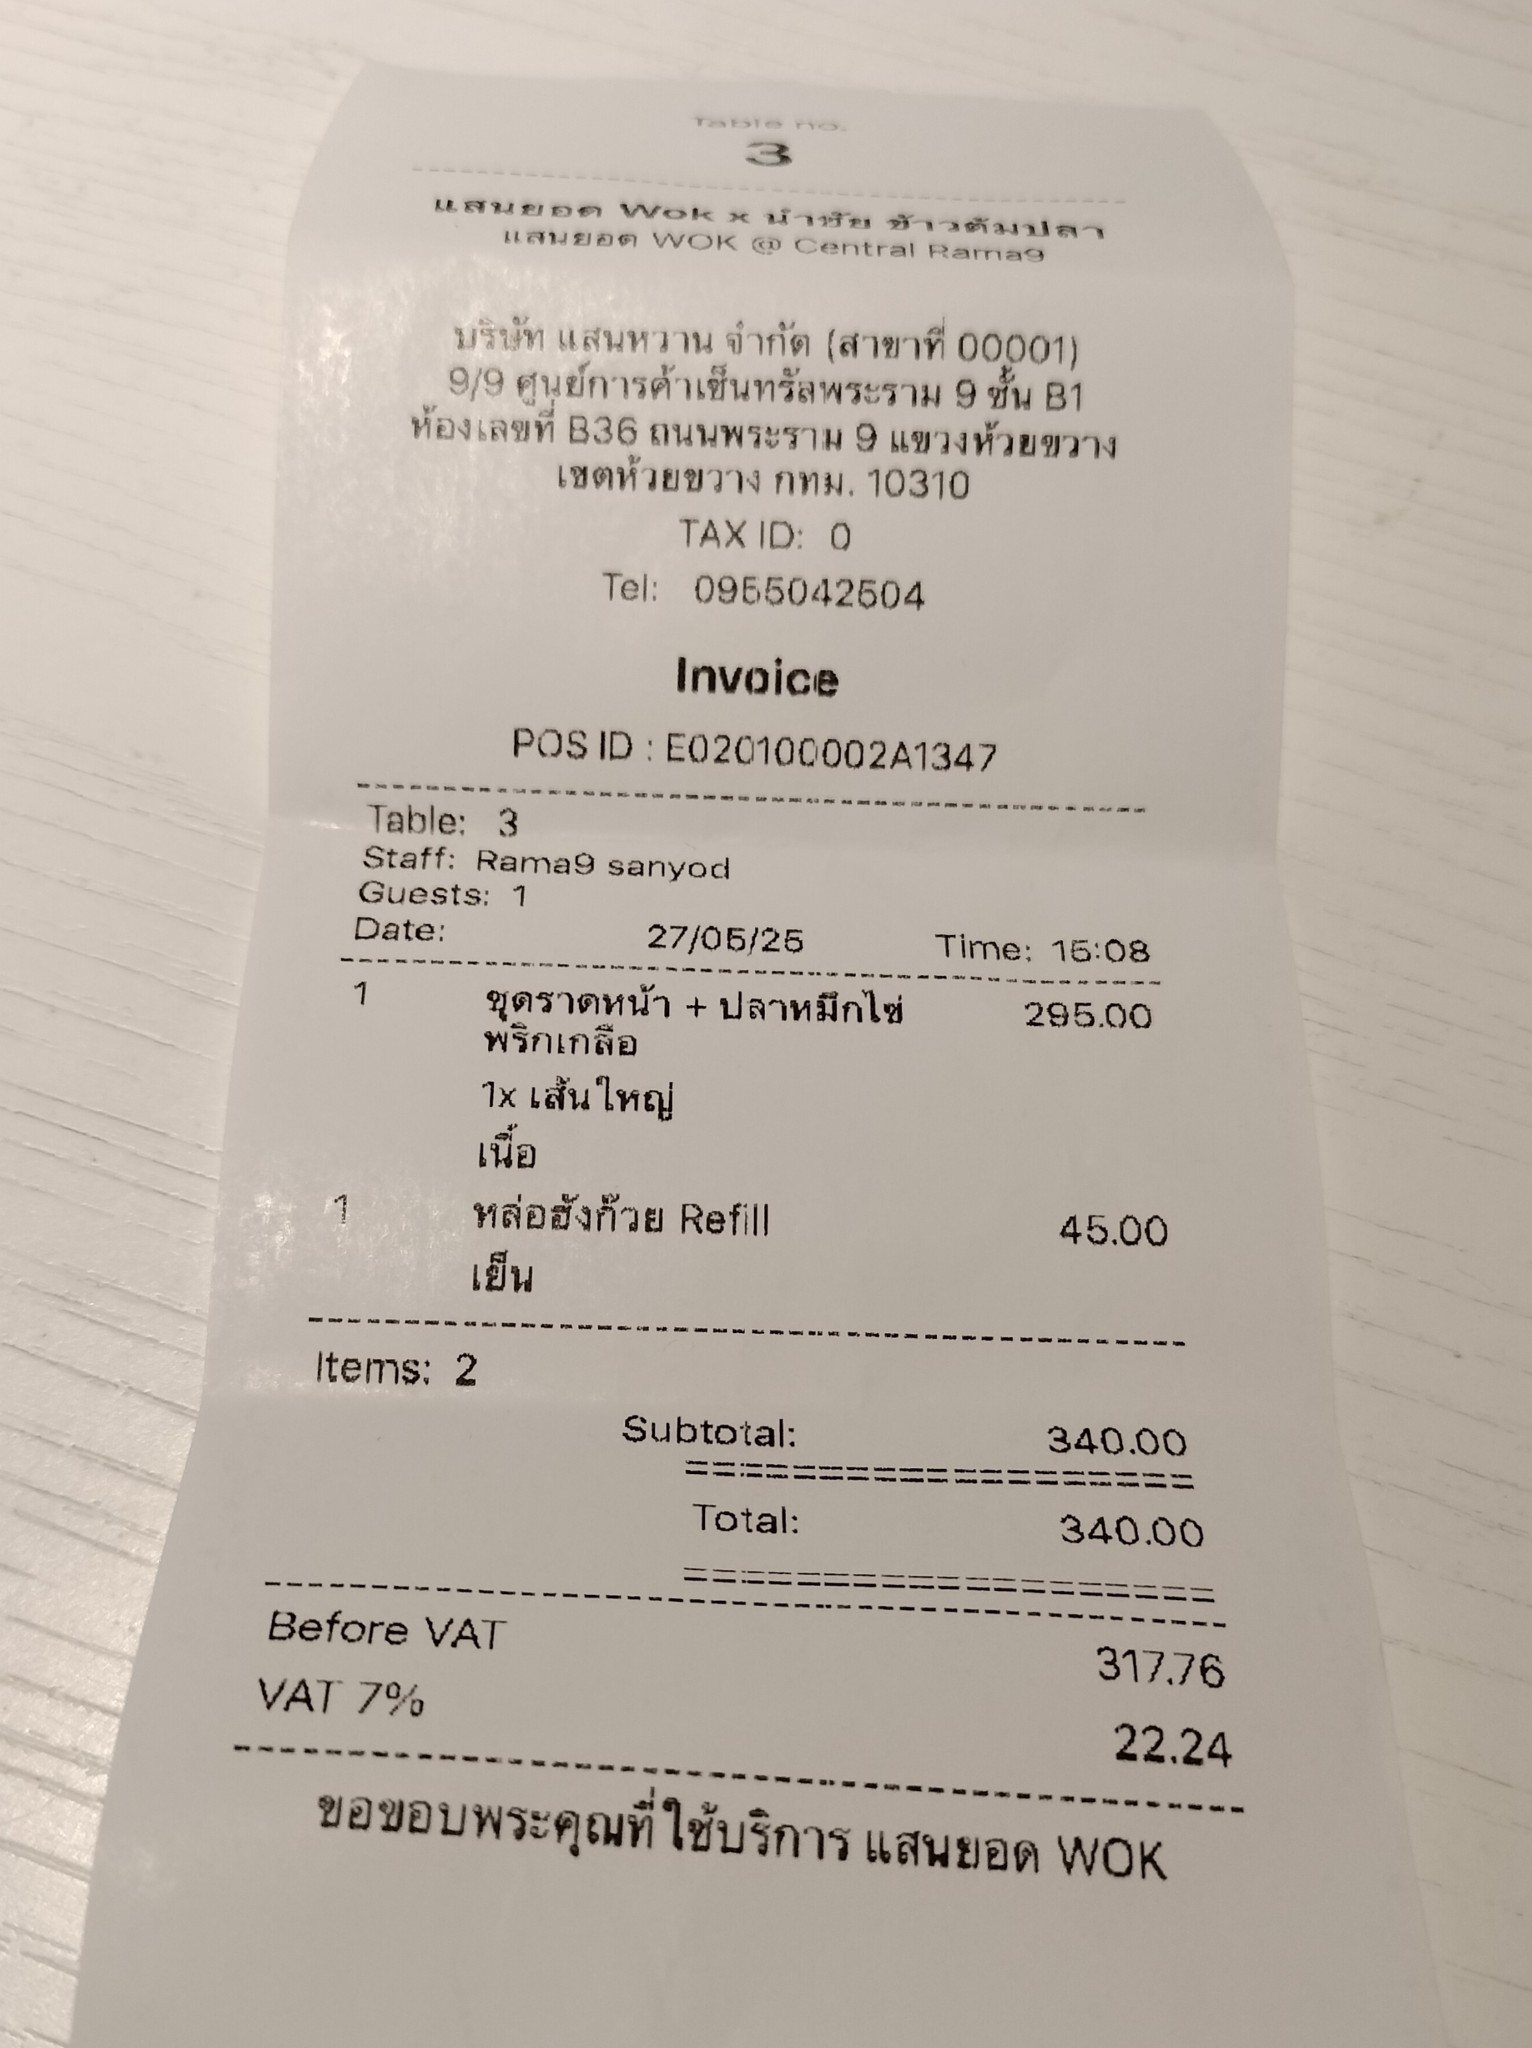 Table no.
3
แสนยอด Wok x นำชัย ข้าวต้มปลา
แสนยอด WOK @ Central Rama9
บริษัท แสนหวาน จำกัด (สาขาที่ 00001)
9/9 ศูนย์การค้าเซ็นทรัลพระราม 9 ชั้น B1
ห้องเลขที่ B36 ถนนพระราม 9 แขวงห้วยขวาง
เขตห้วยขวาง กทม. 10310
TAX ID: 0
Tel: 0955042504
Invoice
POS ID : E020100002A1347
Table: 3
Staff: Rama9 sanyod
Guests: 1
Date: 27/05/25 Time: 15:08
1 ชุดราดหน้า + ปลาหมึกไข่ 295.00
พริกเกลือ
1x เส้นใหญ่
เนื้อ
1 หล่อฮังก๊วย Refill 45.00
เย็น
Items: 2
Subtotal: 340.00
Total: 340.00
Before VAT 317.76
VAT 7% 22.24
ขอขอบพระคุณที่ใช้บริการ แสนยอด WOK